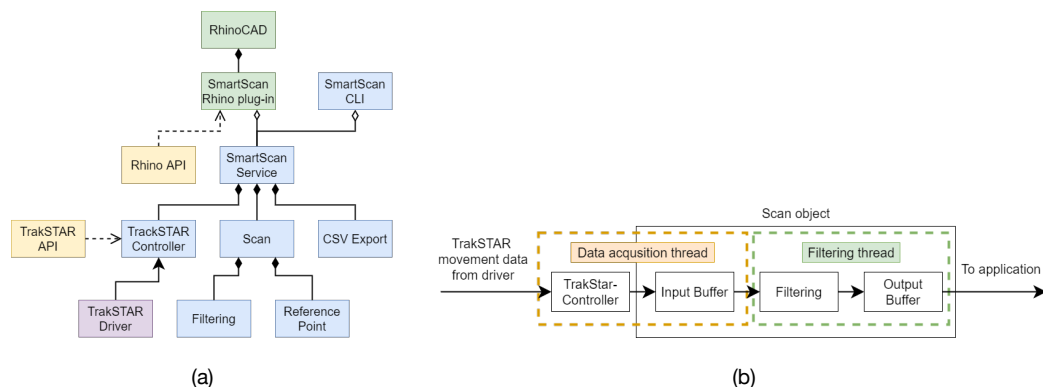 RhinoCAD
SmartScan
Rhino plug-in
SmartScan
CLI
Rhino API
SmartScan
Service
TrakSTAR
API
TrackSTAR
Controller
Scan
CSV Export
TrakSTAR
Driver
Filtering
Reference
Point
(a)
Scan object
TrakSTAR
movement data
from driver
Data acqusition thread
Filtering thread
To application
TrakStar-
Controller
Input Buffer
Filtering
Output
Buffer
(b)